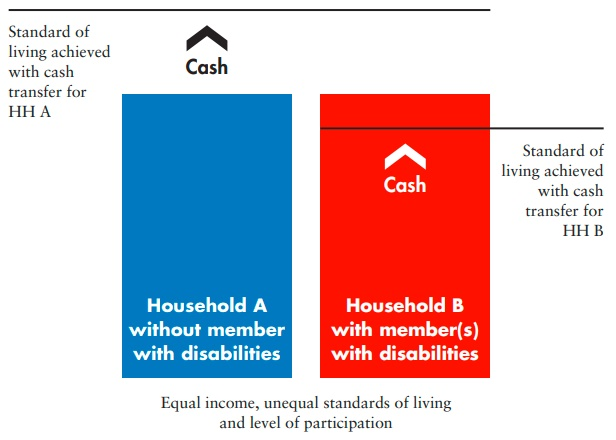 Standard of
living achieved
with cash
transfer for
HH A
Cash
Standard of
living achieved
with cash
transfer for
HH B
Cash
Household A
without member
with disabilities
Household B
with member(s)
with disabilities
Equal income, unequal standards of living
and level of participation